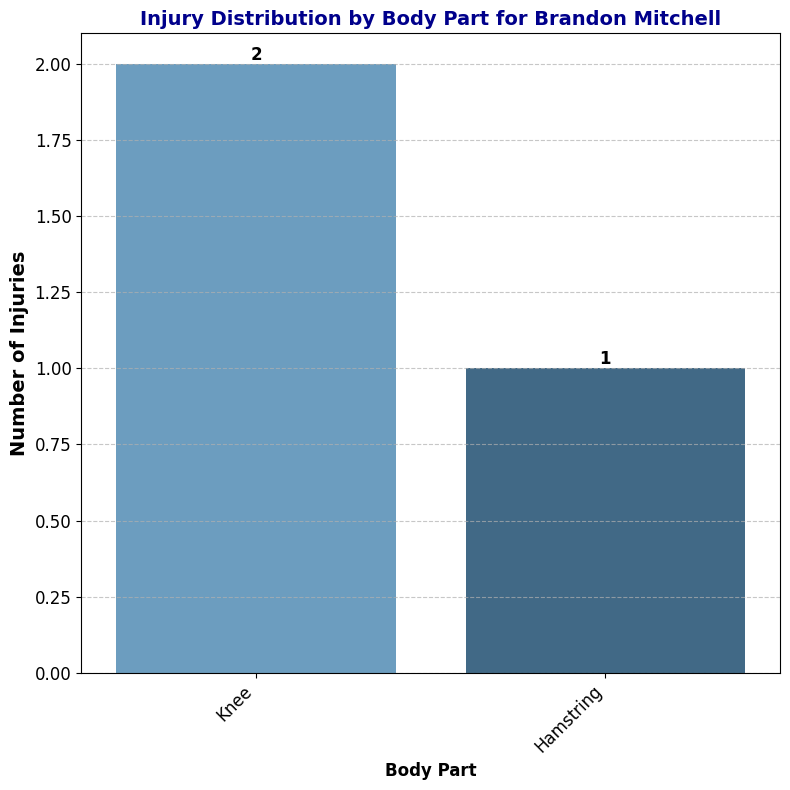 Injury Distribution by Body Part for Brandon Mitchell
2
1
2.00
1.75
1.50
1.25
1.00
0.75
0.50
0.25
0.00
Number of Injuries
Knee
Hamstring
Body Part